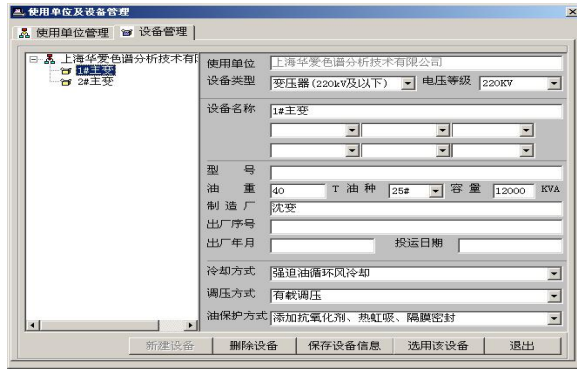 使用单位及设备管理
使用单位管理 设备管理
上海华爱色谱分析技术有限
1#主变
2#主变
使用单位 上海华爱色谱分析技术有限公司
设备类型 变压器(220kV及以下) 电压等级 220KV
设备名称 1#主变
型 号
油 重 40 T 油 种 25# 容 量 12000 KVA
制 造 厂 沈变
出厂序号
出厂年月 投运日期
冷却方式 强迫油循环风冷却
调压方式 有载调压
油保护方式 添加抗氧化剂、热虹吸、隔膜密封
新建设备 删除设备 保存设备信息 选用该设备 退出